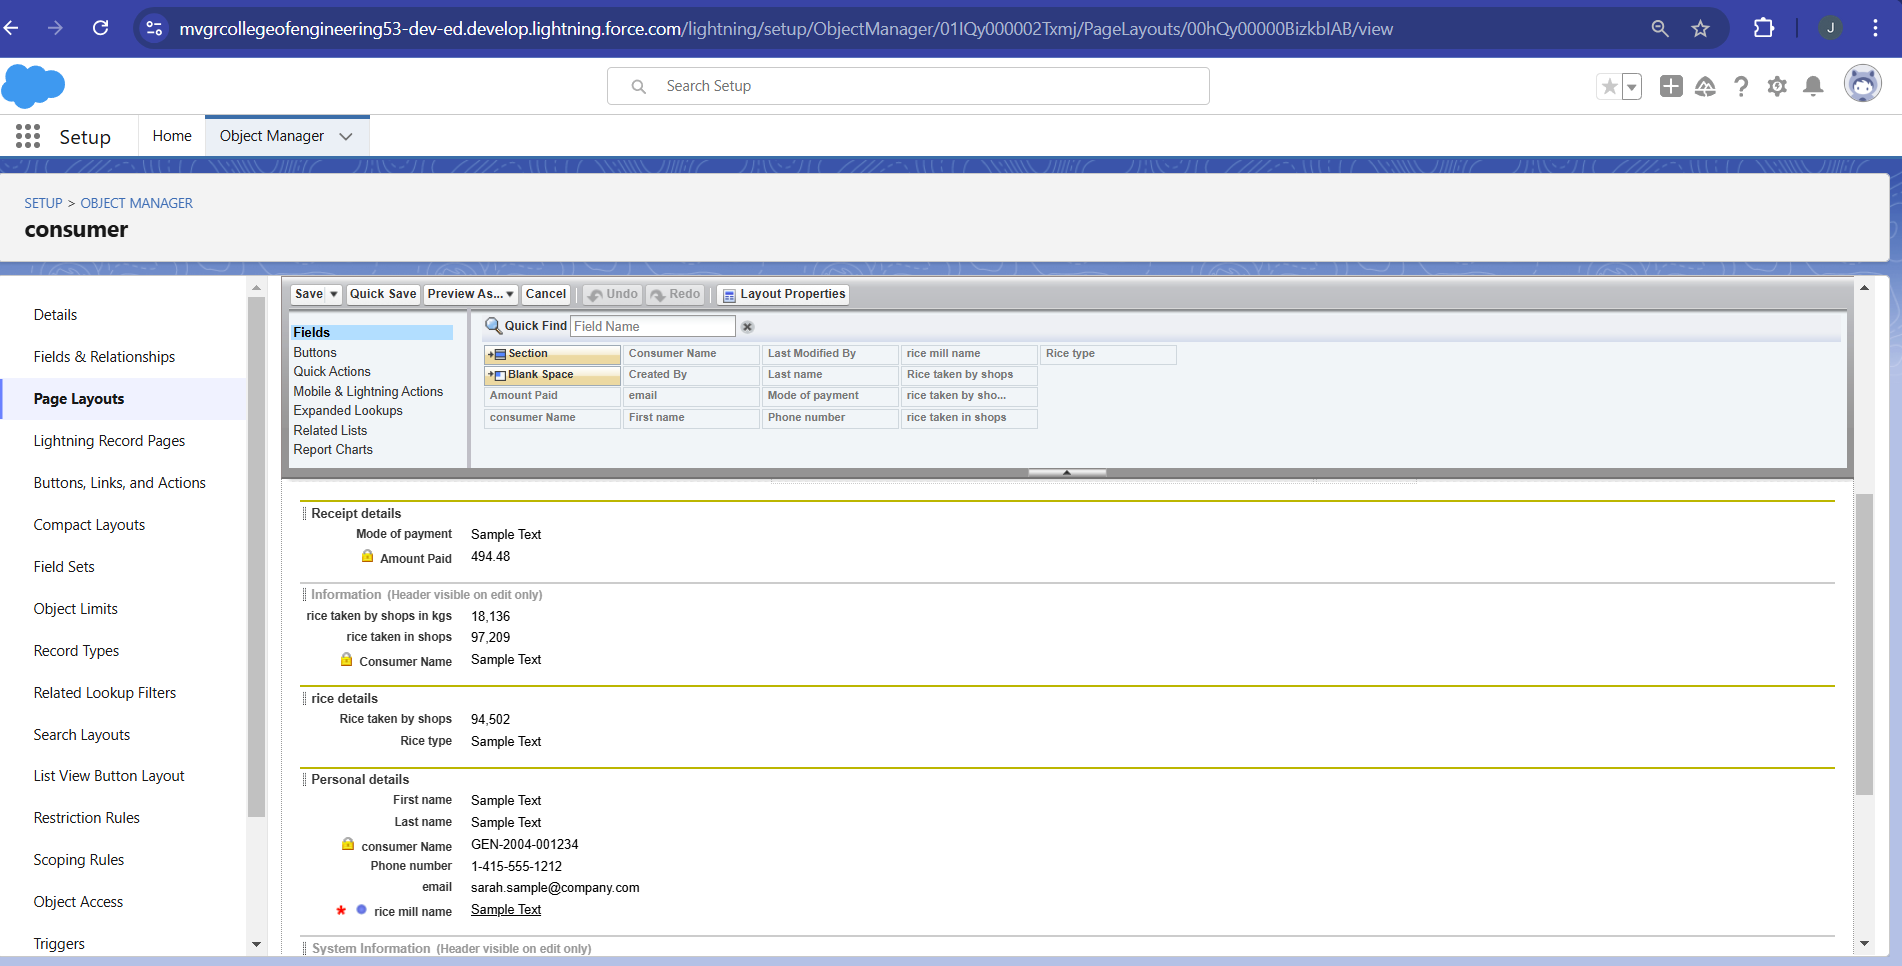 mvgrcollegeofengineering53-dev-ed.develop.lightning.force.com/lightning/setup/ObjectManager/01IQy000002Txmj/PageLayouts/00hQy00000BizkbIAB/view
J
Search Setup
Setup
Home
Object Manager
SETUP > OBJECT MANAGER
consumer
Details
Fields & Relationships
Page Layouts
Lightning Record Pages
Buttons, Links, and Actions
Compact Layouts
Field Sets
Object Limits
Record Types
Related Lookup Filters
Search Layouts
List View Button Layout
Restriction Rules
Scoping Rules
Object Access
Triggers
Save Quick Save Preview As... Cancel Undo Redo Layout Properties
Fields
Buttons
Quick Actions
Mobile & Lightning Actions
Expanded Lookups
Related Lists
Report Charts
Quick Find Field Name
Section Consumer Name Last Modified By rice mill name Rice type
Blank Space Created By Last name Rice taken by shops
Amount Paid email Mode of payment rice taken by sho...
consumer Name First name Phone number rice taken in shops
Receipt details
Mode of payment Sample Text
Amount Paid 494.48
Information (Header visible on edit only)
rice taken by shops in kgs 18,136
rice taken in shops 97,209
Consumer Name Sample Text
rice details
Rice taken by shops 94,502
Rice type Sample Text
Personal details
First name Sample Text
Last name Sample Text
consumer Name GEN-2004-001234
Phone number 1-415-555-1212
email sarah.sample@company.com
* rice mill name Sample Text
System Information (Header visible on edit only)